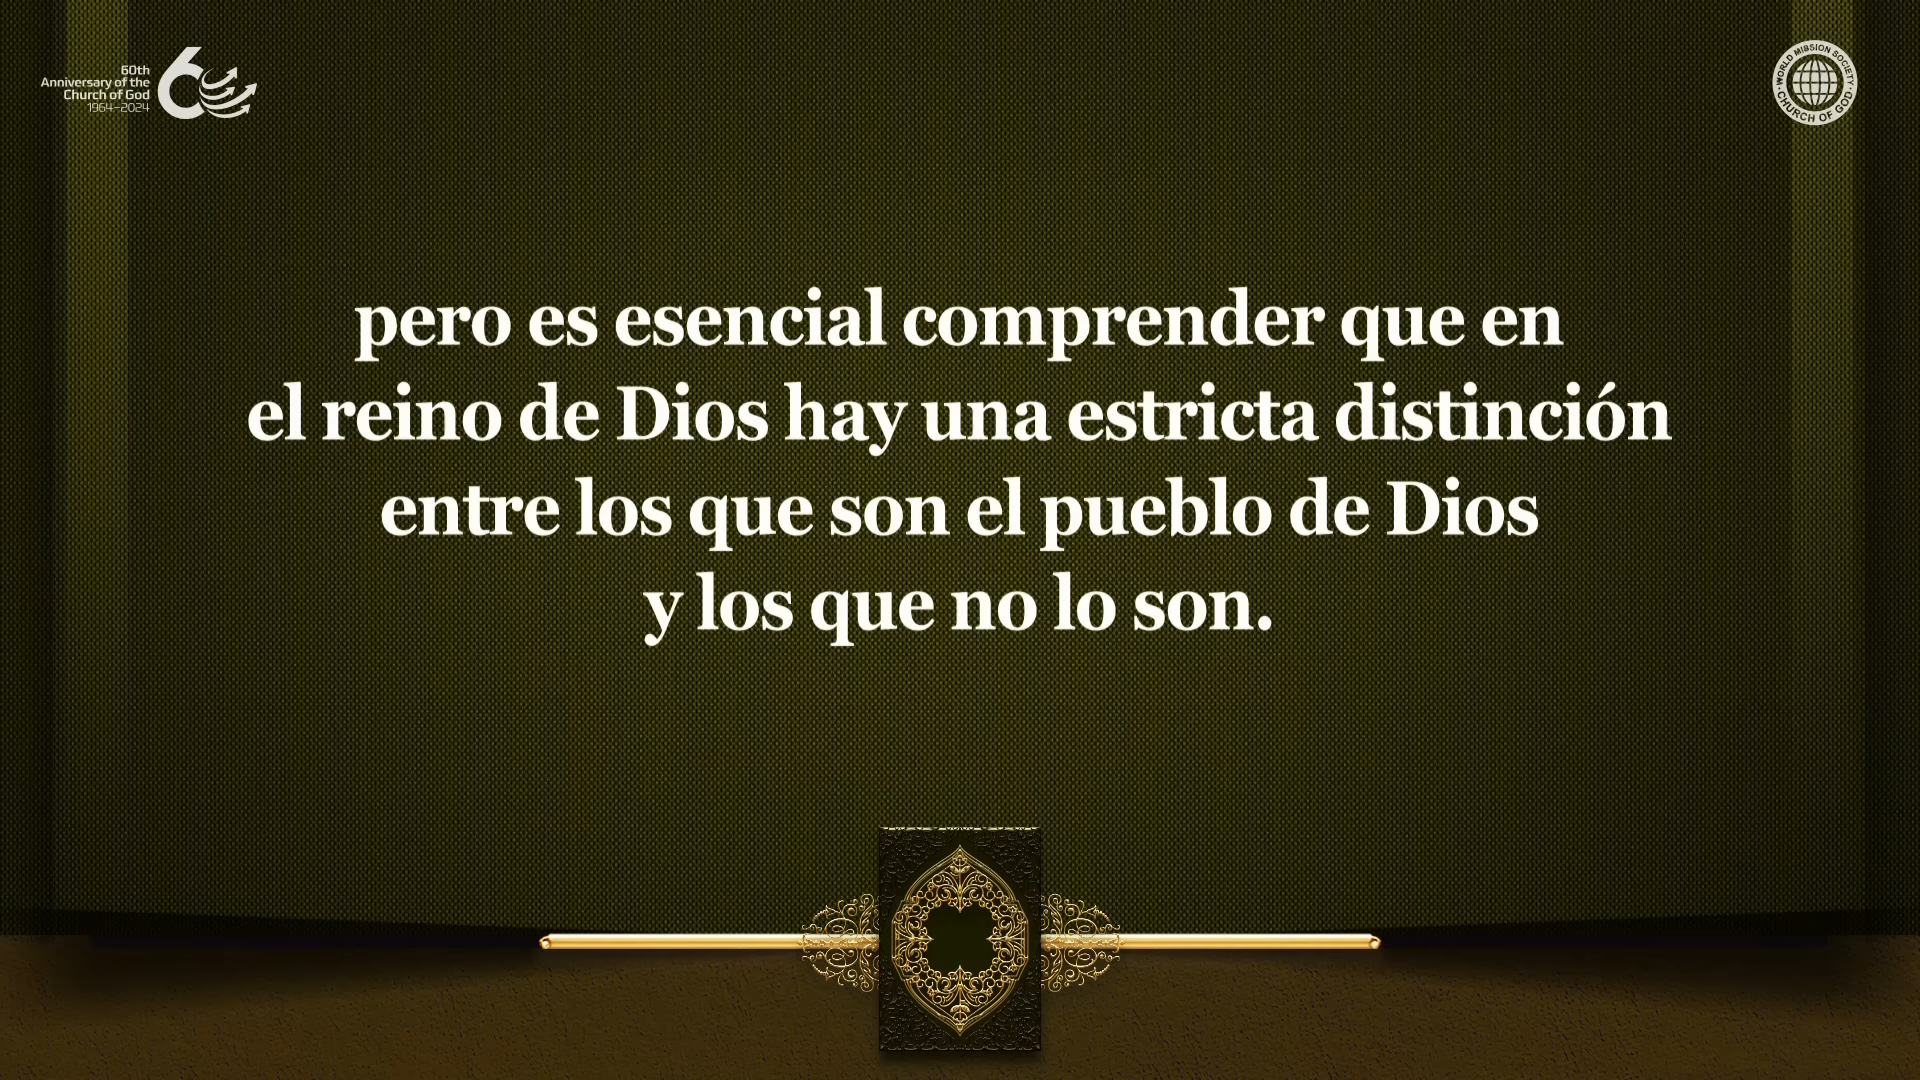 60th
Anniversary of the
Church of God
1964–2024
WORLD MISSION SOCIETY
CHURCH OF GOD
pero es esencial comprender que en
el reino de Dios hay una estricta distinción
entre los que son el pueblo de Dios
y los que no lo son.